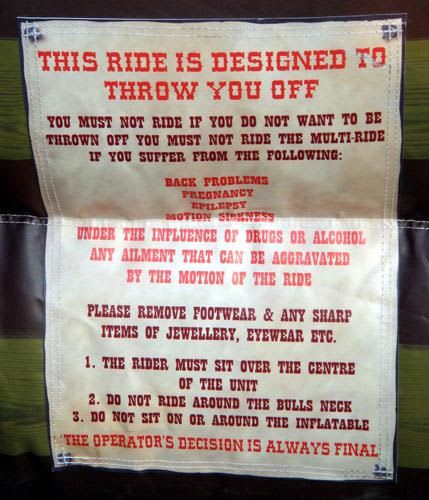 THIS RIDE IS DESIGNED TO
THROW YOU OFF
YOU MUST NOT RIDE IF YOU DO NOT WANT TO BE
THROWN OFF YOU MUST NOT RIDE THE MULTI-RIDE
IF YOU SUFFER FROM THE FOLLOWING:
BACK PROBLEMS
PREGNANCY
EPILEPSY
MOTION SICKNESS
UNDER THE INFLUENCE OF DRUGS OR ALCOHOL
ANY AILMENT THAT CAN BE AGGRAVATED
BY THE MOTION OF THE RIDE
PLEASE REMOVE FOOTWEAR & ANY SHARP
ITEMS OF JEWELLERY, EYEWEAR ETC.
1. THE RIDER MUST SIT OVER THE CENTRE
OF THE UNIT
2. DO NOT RIDE AROUND THE BULLS NECK
3. DO NOT SIT ON OR AROUND THE INFLATABLE
THE OPERATOR'S DECISION IS ALWAYS FINAL